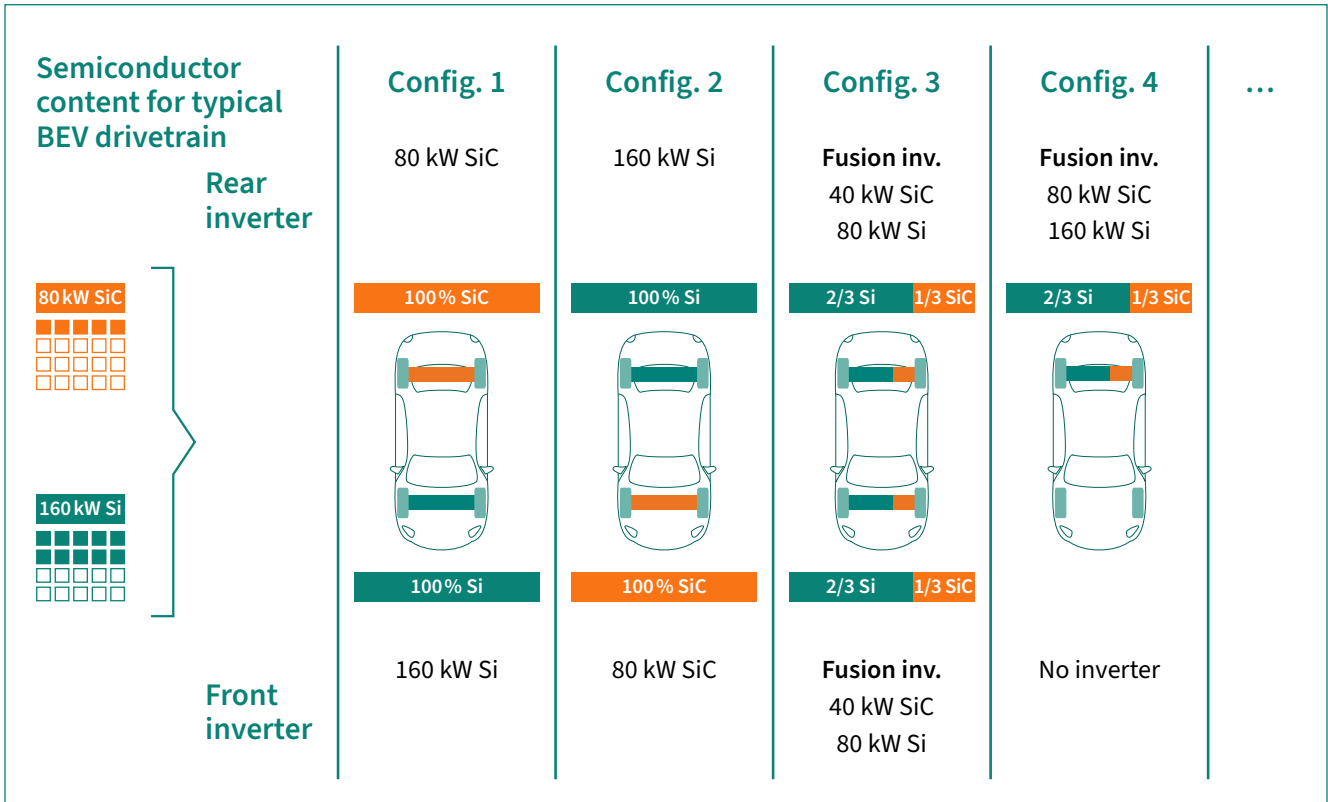 Semiconductor
content for typical
BEV drivetrain
Rear
inverter
80 kW SiC
160 kW Si
Front
inverter
Config. 1
80 kW SiC
100 % SiC
100 % Si
160 kW Si
Config. 2
160 kW Si
100 % Si
100 % SiC
80 kW SiC
Config. 3
Fusion inv.
40 kW SiC
80 kW Si
2/3 Si 1/3 SiC
2/3 Si 1/3 SiC
Fusion inv.
40 kW SiC
80 kW Si
Config. 4
Fusion inv.
80 kW SiC
160 kW Si
2/3 Si 1/3 SiC
No inverter
...